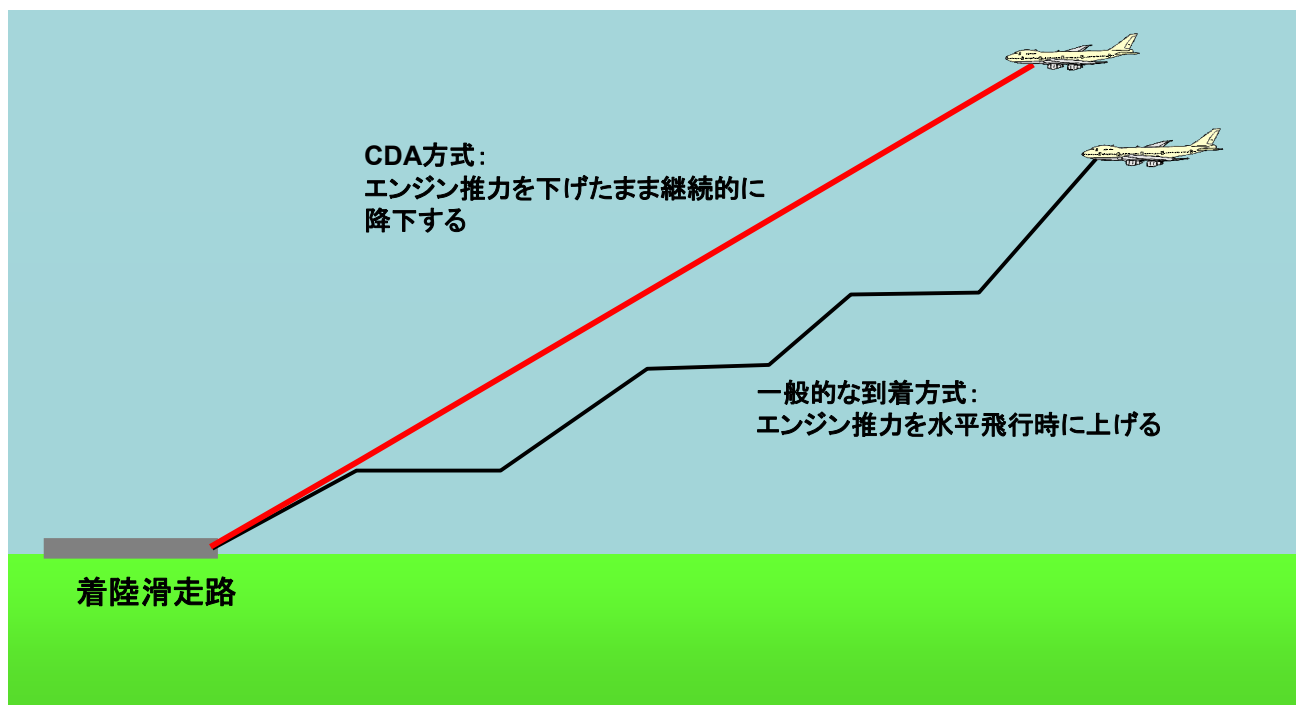 CDA方式：
エンジン推力を下げたまま継続的に
降下する
一般的な到着方式：
エンジン推力を水平飛行時に上げる
着陸滑走路